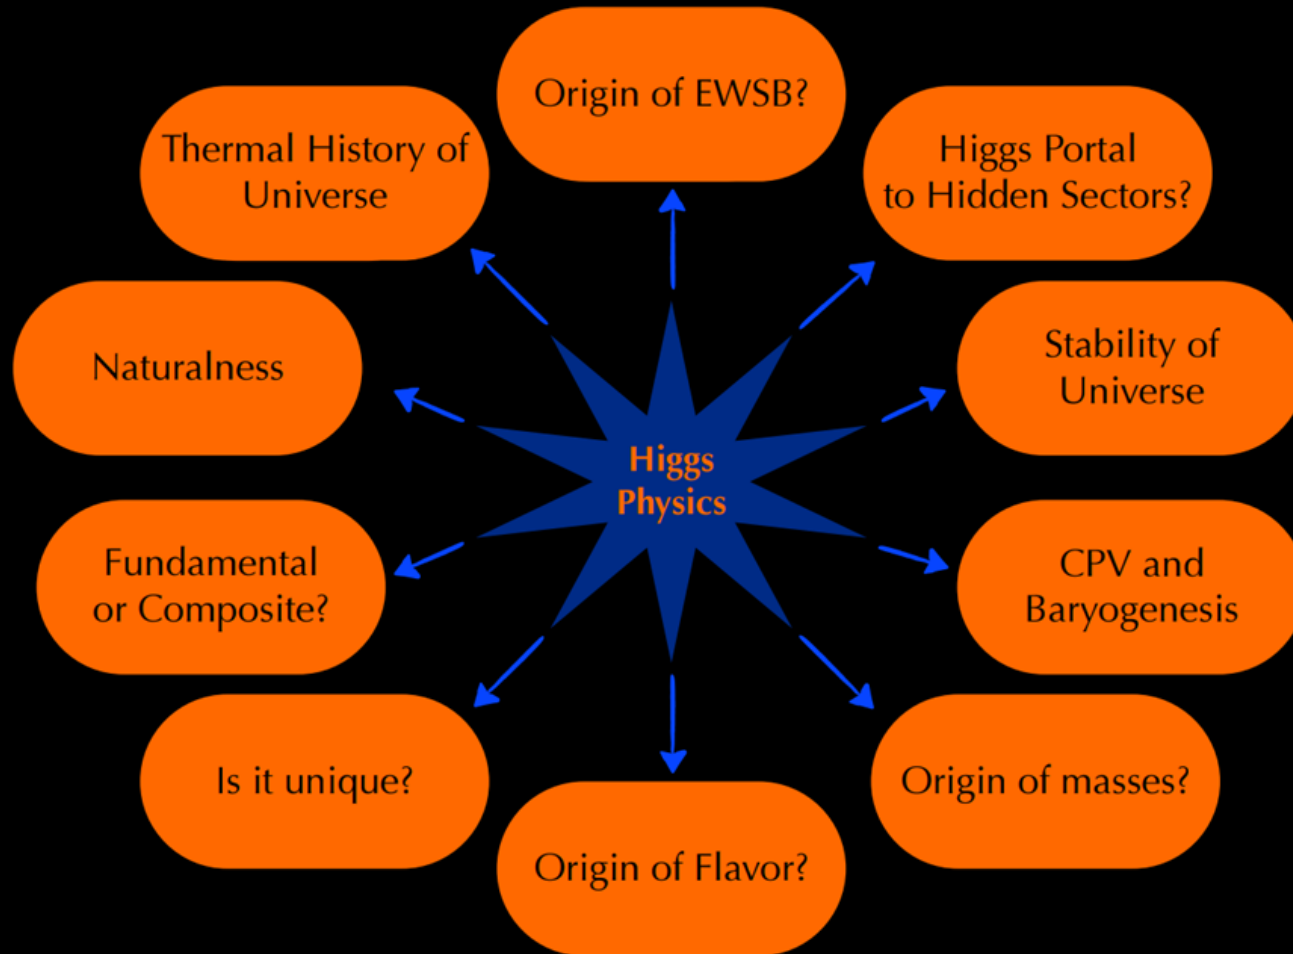 Origin of EWSB?
Thermal History of
Universe
Higgs Portal
to Hidden Sectors?
Naturalness
Stability of
Universe
Higgs
Physics
Fundamental
or Composite?
CPV and
Baryogenesis
Is it unique?
Origin of masses?
Origin of Flavor?